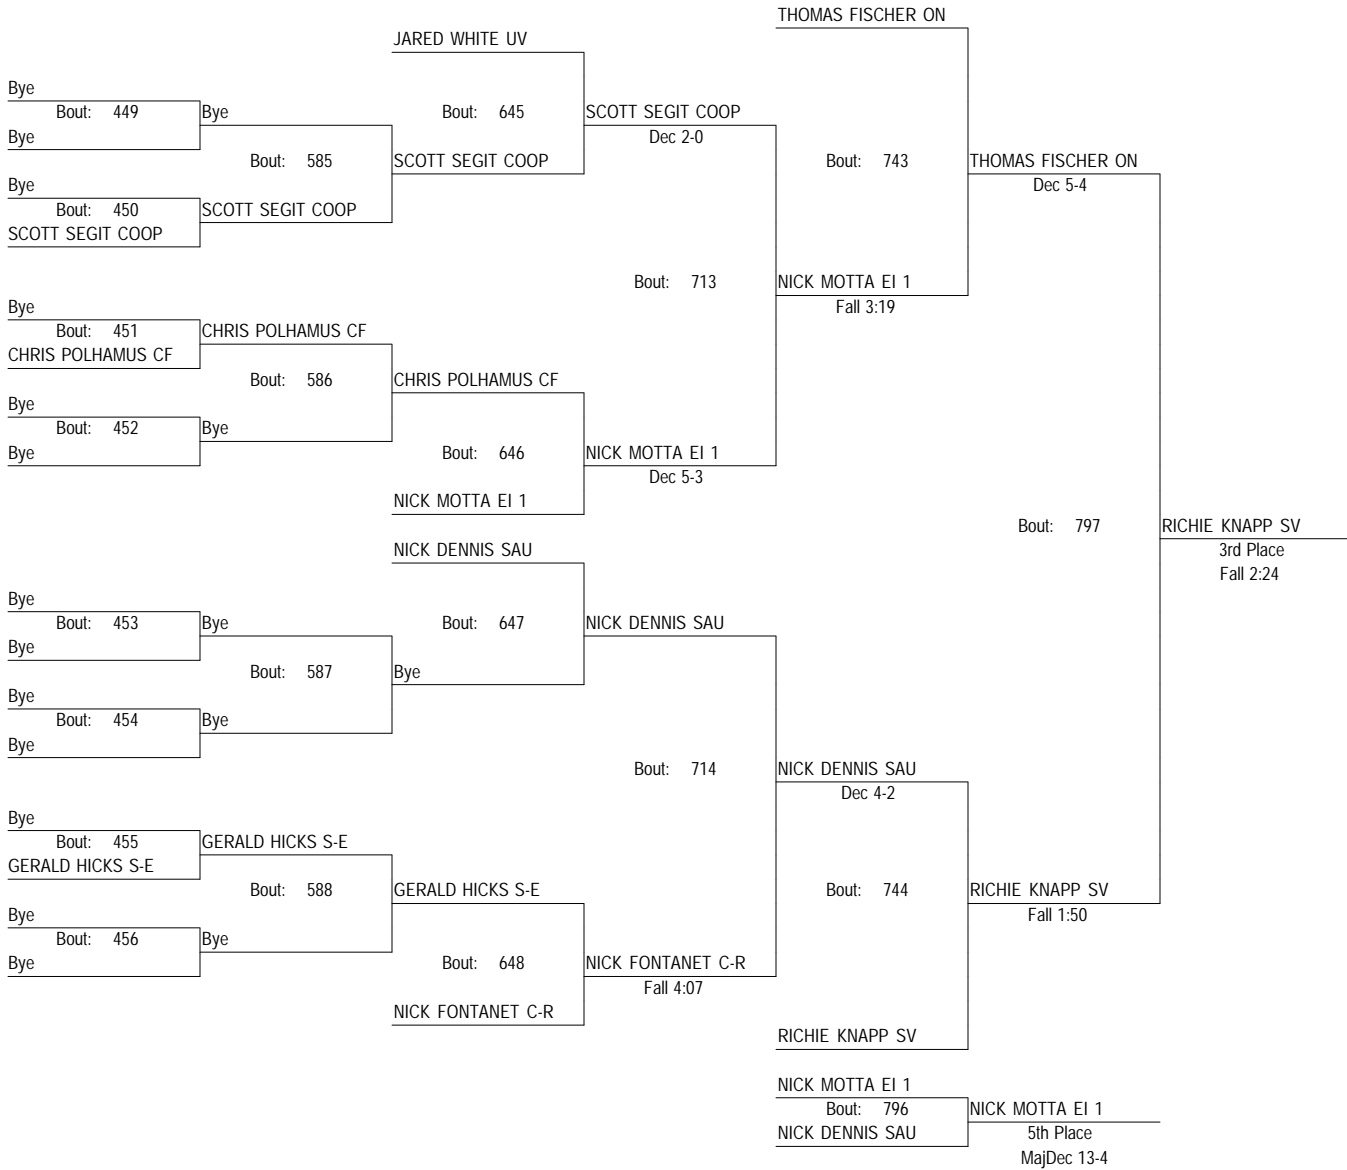 THOMAS FISCHER ON
JARED WHITE UV
Bye
Bout: 449
Bye
Bye
Bout: 645
SCOTT SEGIT COOP
Dec 2-0
Bout: 585
SCOTT SEGIT COOP
Bout: 743
THOMAS FISCHER ON
Dec 5-4
Bye
Bout: 450
SCOTT SEGIT COOP
SCOTT SEGIT COOP
Bout: 713
NICK MOTTA EI 1
Fall 3:19
Bye
Bout: 451
CHRIS POLHAMUS CF
CHRIS POLHAMUS CF
Bout: 586
CHRIS POLHAMUS CF
Bye
Bout: 452
Bye
Bye
Bout: 646
NICK MOTTA EI 1
Dec 5-3
NICK MOTTA EI 1
Bout: 797
RICHIE KNAPP SV
3rd Place
Fall 2:24
NICK DENNIS SAU
Bye
Bout: 453
Bye
Bye
Bout: 647
NICK DENNIS SAU
Bout: 587
Bye
Bye
Bout: 454
Bye
Bye
Bout: 714
NICK DENNIS SAU
Dec 4-2
Bye
Bout: 455
GERALD HICKS S-E
GERALD HICKS S-E
Bout: 588
GERALD HICKS S-E
Bout: 744
RICHIE KNAPP SV
Fall 1:50
Bye
Bout: 456
Bye
Bye
Bout: 648
NICK FONTANET C-R
Fall 4:07
NICK FONTANET C-R
RICHIE KNAPP SV
NICK MOTTA EI 1
Bout: 796
NICK MOTTA EI 1
NICK DENNIS SAU
5th Place
MajDec 13-4